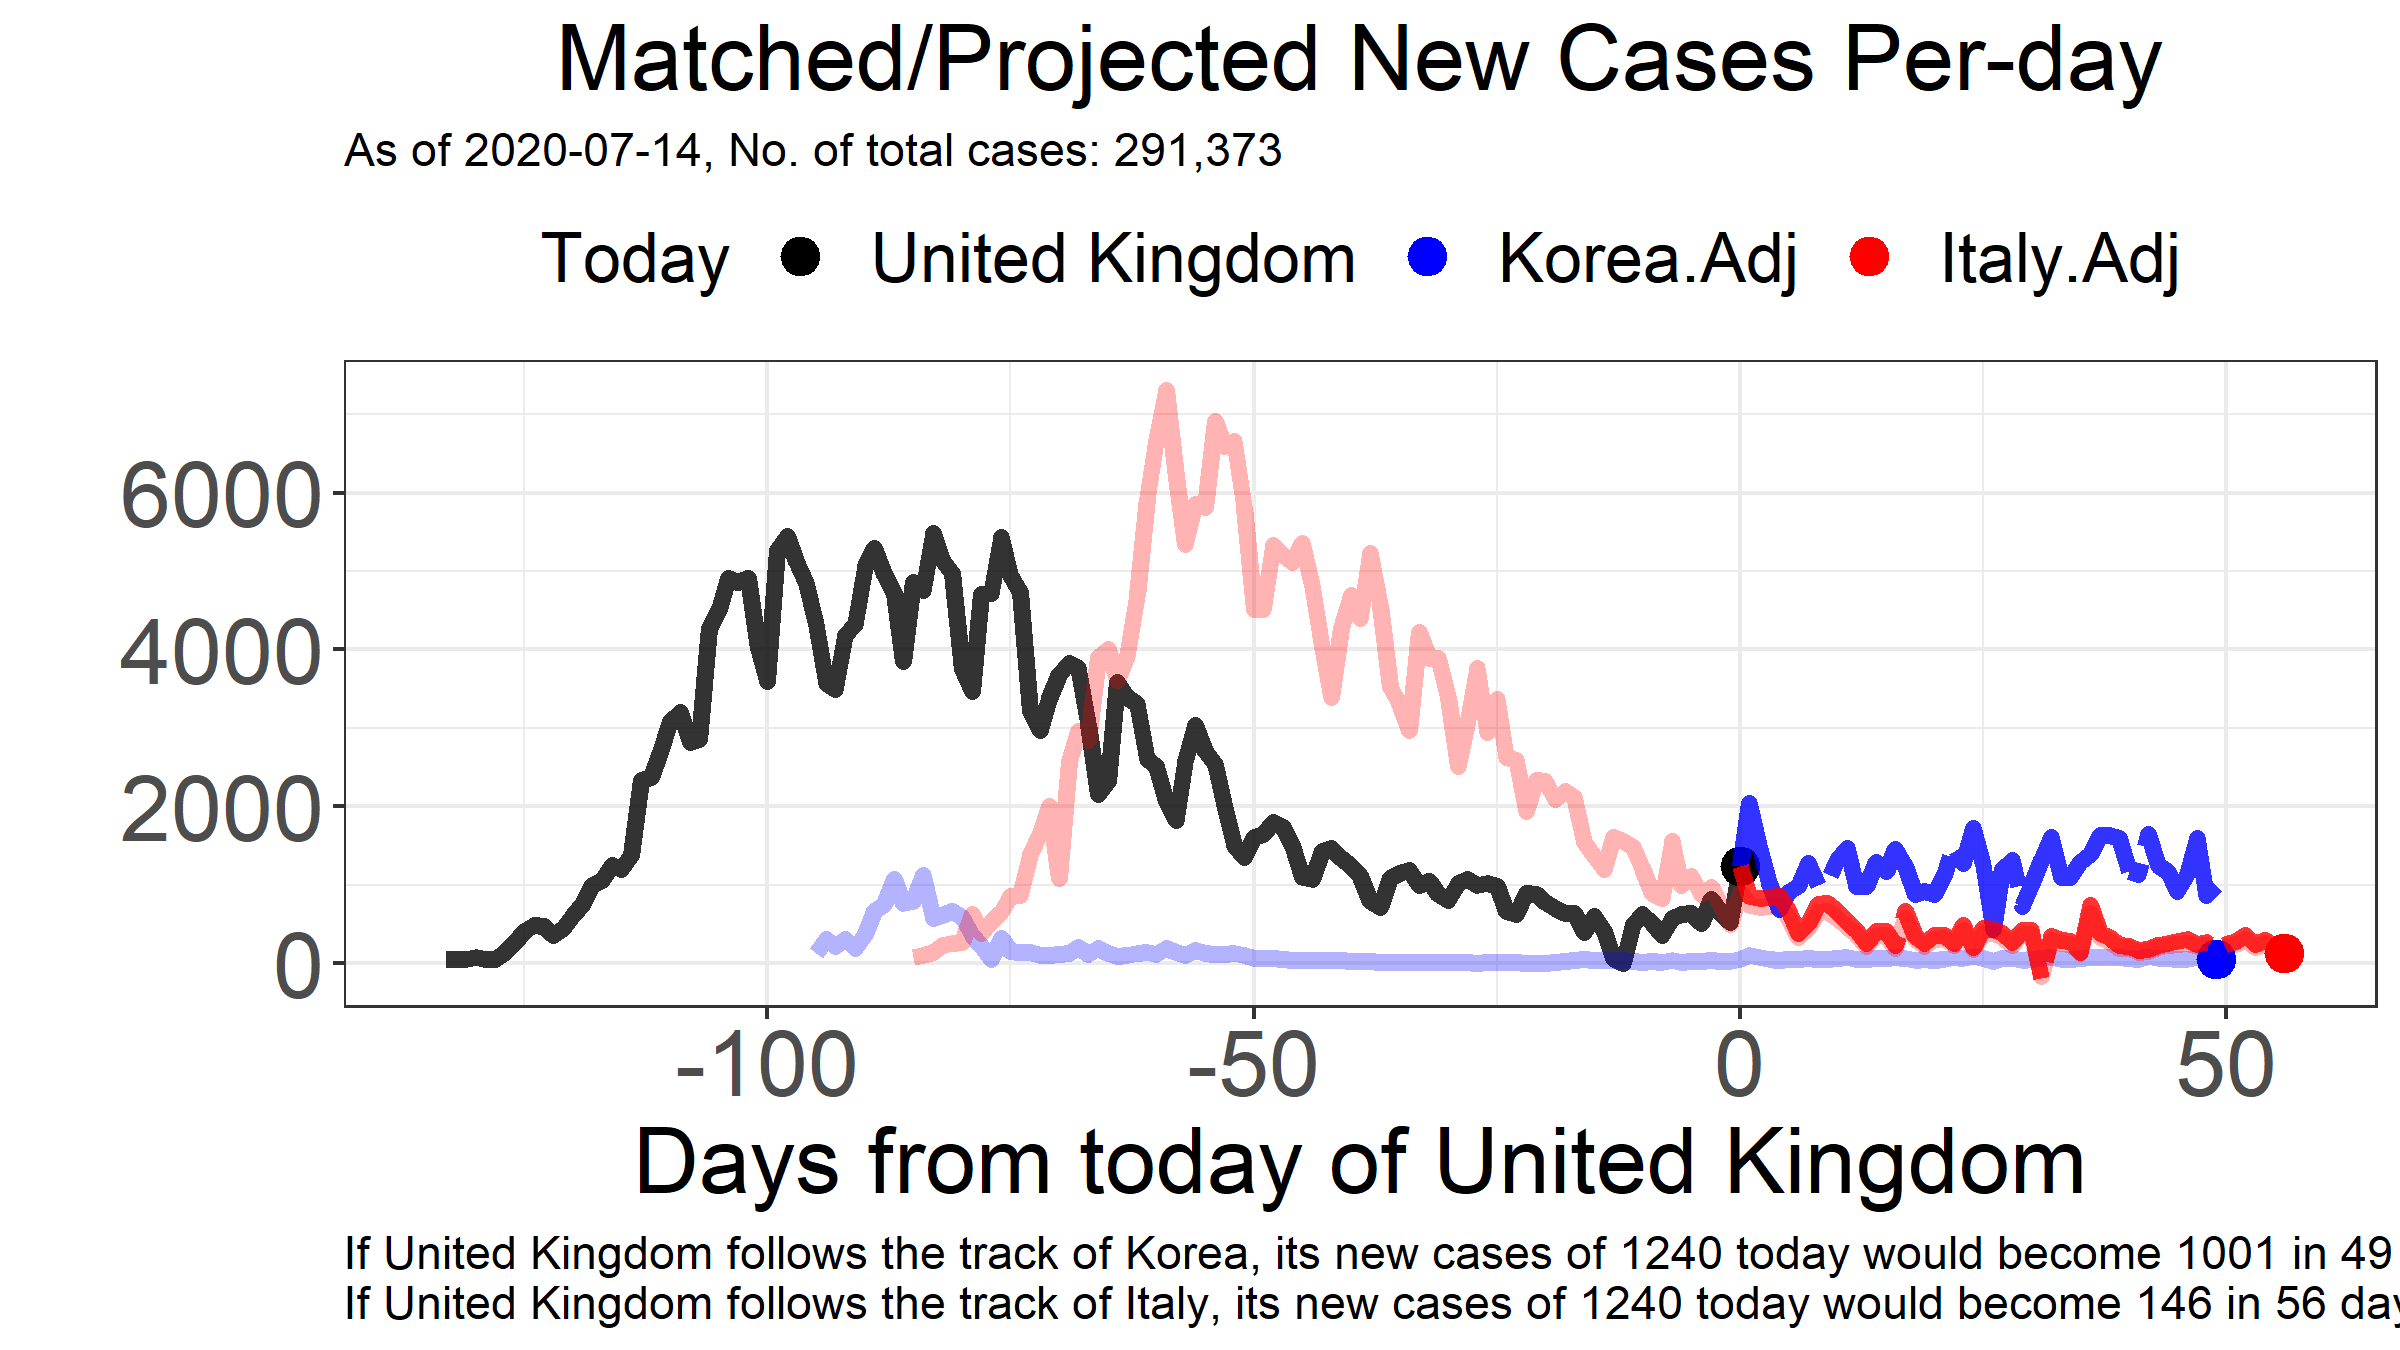 Matched/Projected New Cases Per-day
As of 2020-07-14, No. of total cases: 291,373
Today United Kingdom Korea.Adj Italy.Adj
6000
4000
2000
0
-100 -50 0 50
Days from today of United Kingdom
If United Kingdom follows the track of Korea, its new cases of 1240 today would become 1001 in 49
If United Kingdom follows the track of Italy, its new cases of 1240 today would become 146 in 56